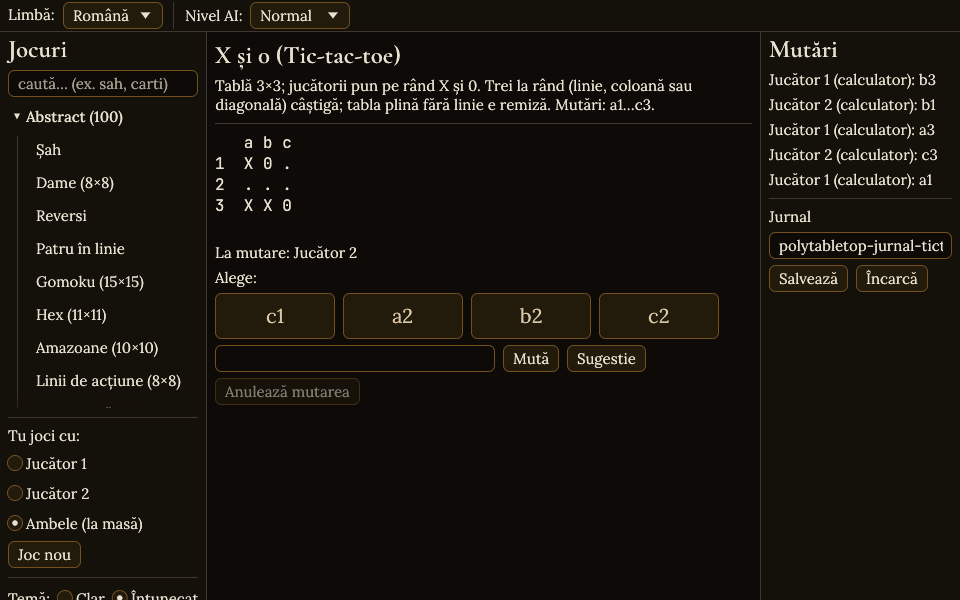 Limbă: Română ▼ Nivel AI: Normal ▼
Jocuri
caută... (ex. sah, carti)
▼ Abstract (100)
Șah
Dame (8×8)
Reversi
Patru în linie
Gomoku (15×15)
Hex (11×11)
Amazoane (10×10)
Linii de acțiune (8×8)
Tu joci cu:
Jucător 1
Jucător 2
Ambele (la masă)
Joc nou
Temă: Clar Întunecat
X și o (Tic-tac-toe)
Tablă 3×3; jucătorii pun pe rând X și 0. Trei la rând (linie, coloană sau
diagonală) câștigă; tabla plină fără linie e remiză. Mutări: a1...c3.
a b c
1 X 0 .
2 . . .
3 X X 0
La mutare: Jucător 2
Alege:
c1 a2 b2 c2
Mută Sugestie
Anulează mutarea
Mutări
Jucător 1 (calculator): b3
Jucător 2 (calculator): b1
Jucător 1 (calculator): a3
Jucător 2 (calculator): c3
Jucător 1 (calculator): a1
Jurnal
polytabletop-jurnal-tict
Salvează Încarcă